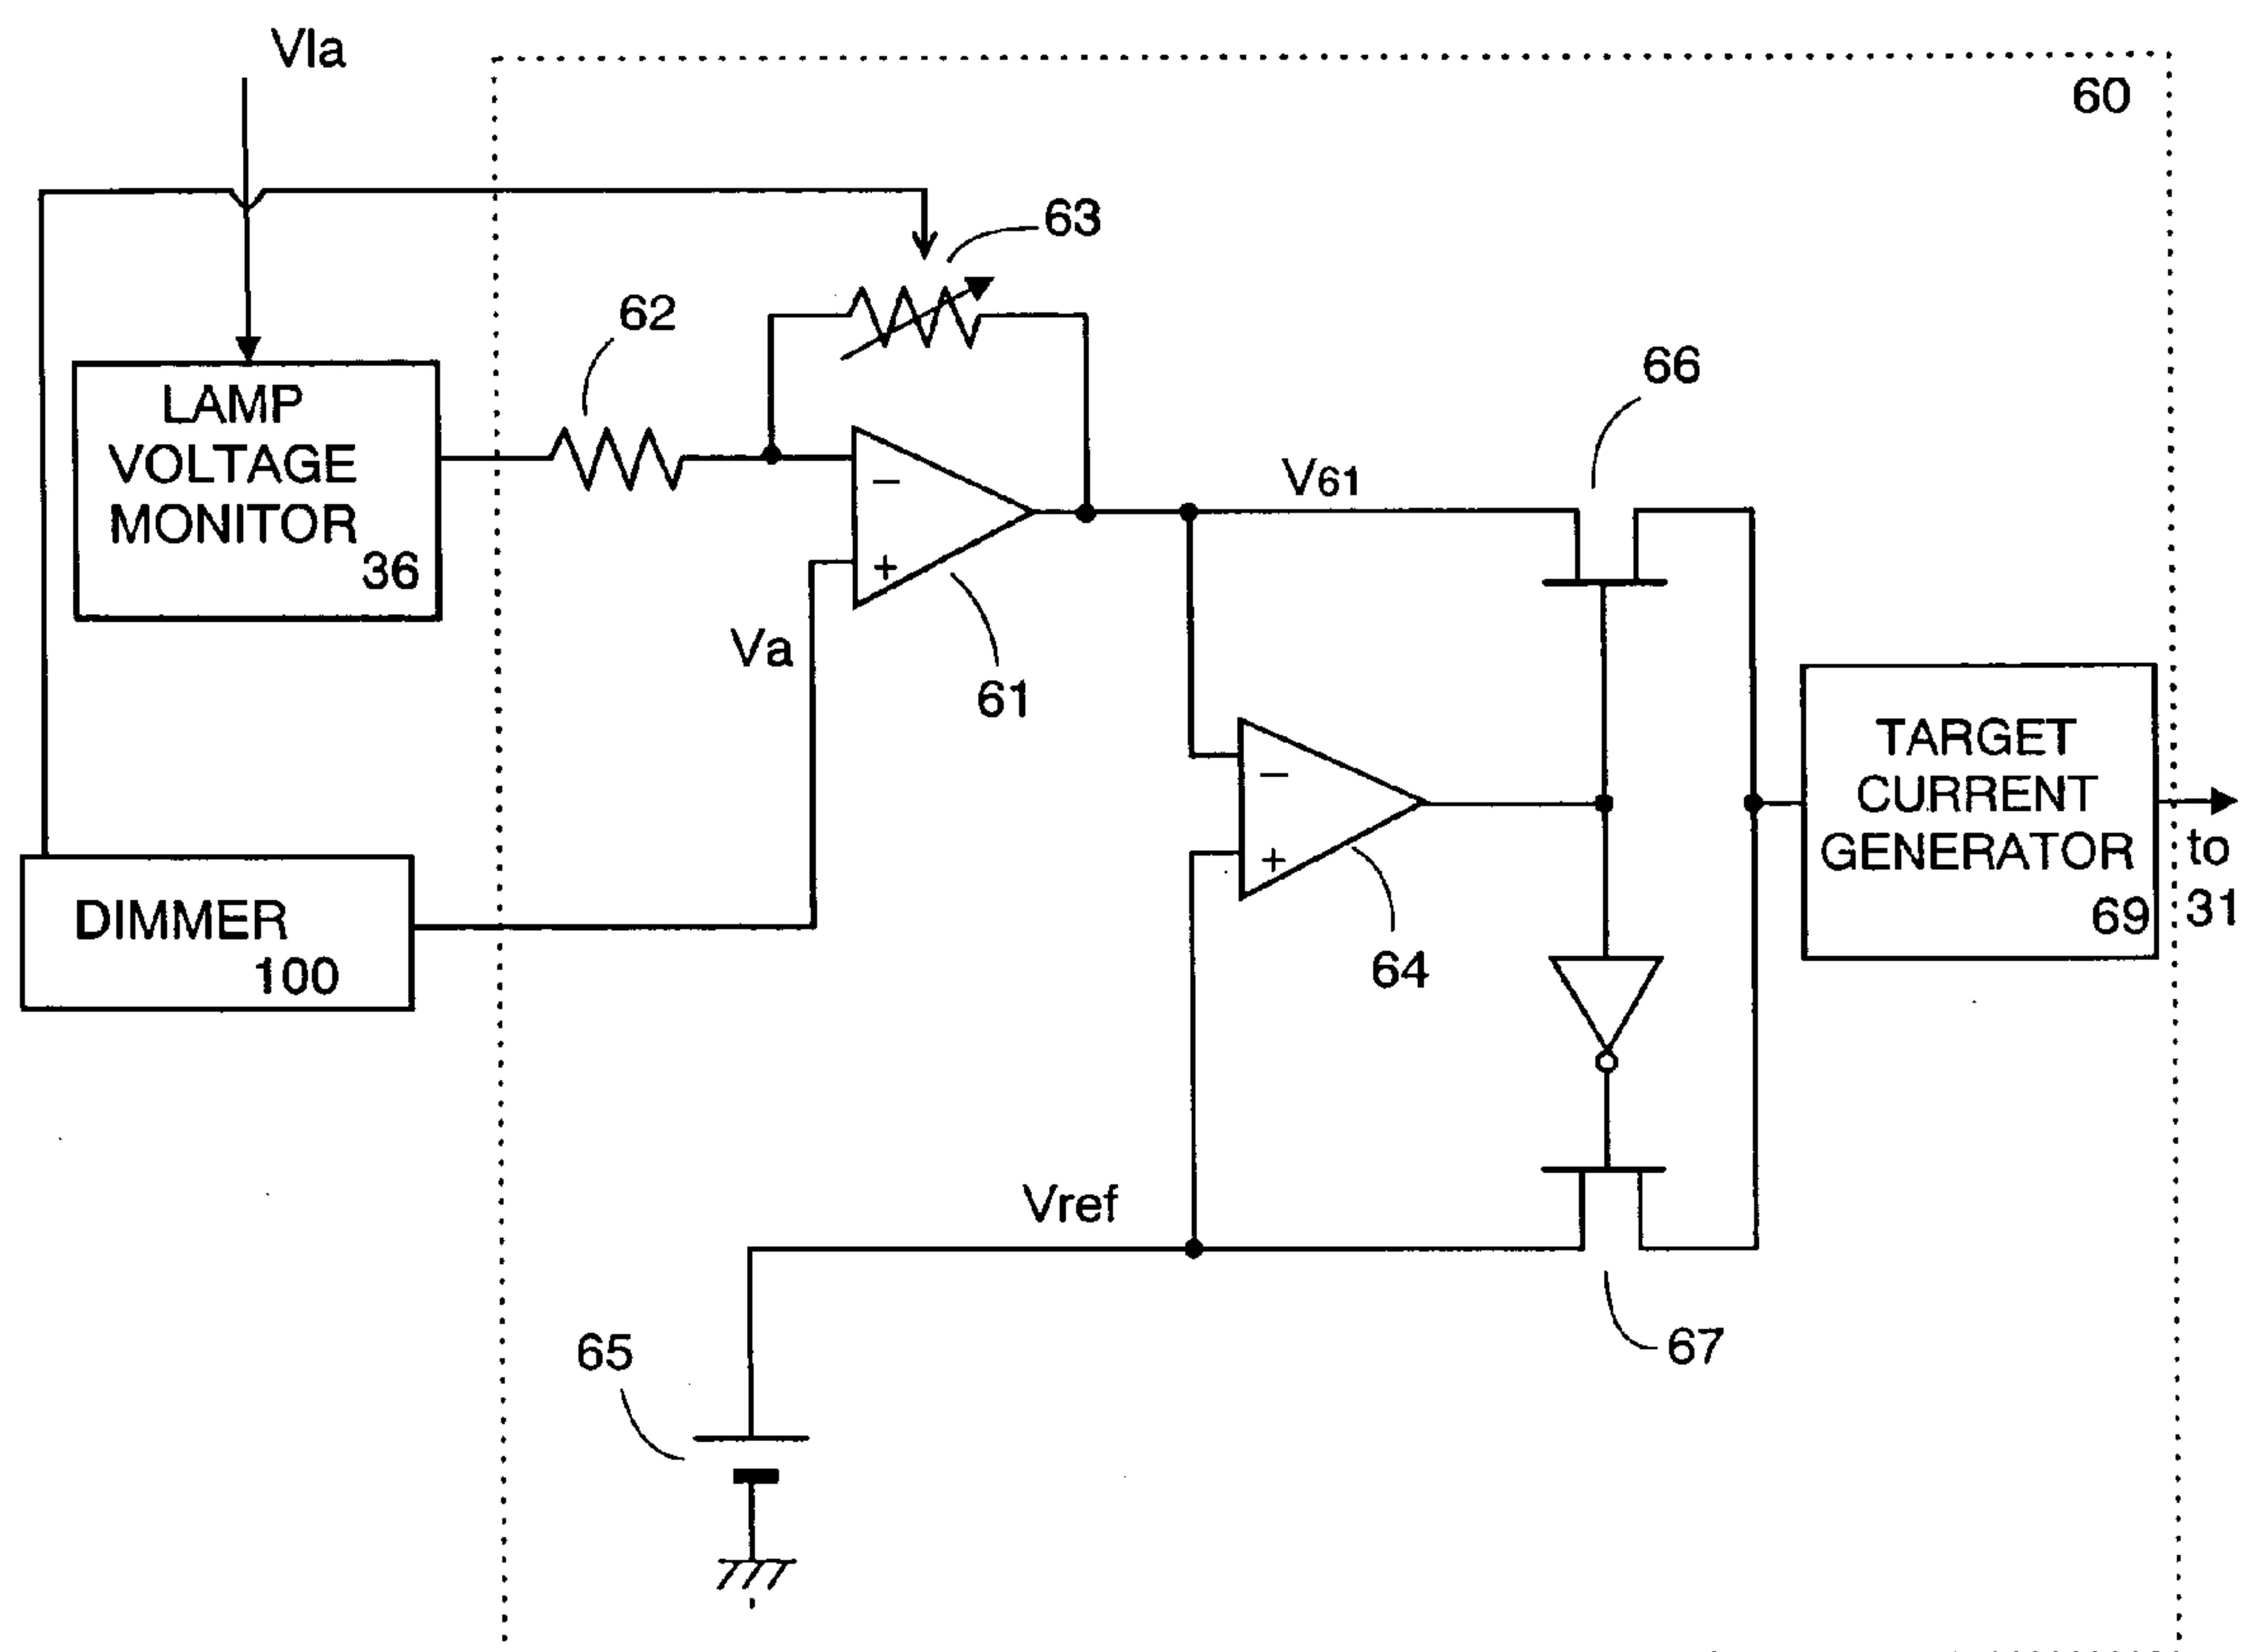 Vla
60
63
62
66
LAMP
VOLTAGE
MONITOR
36
V61
−
+
Va
61
TARGET
CURRENT
GENERATOR
69
to
31
−
+
64
DIMMER
100
Vref
65
67